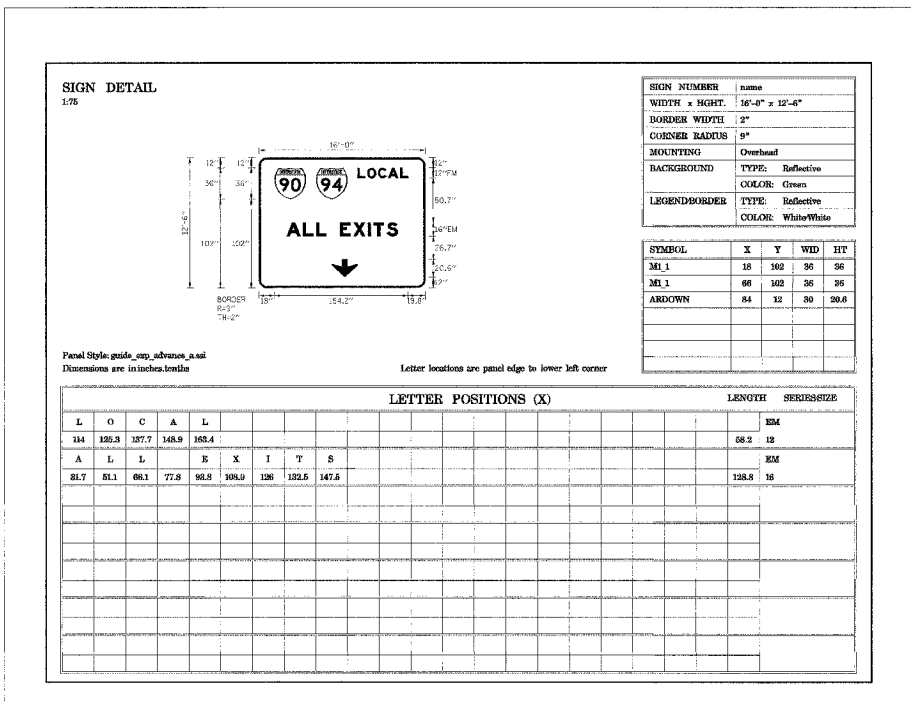 SIGN DETAIL
1:75
16'-0"
12'-6"
12"
36"
102"
12"
36"
102"
90
94
LOCAL
ALL EXITS
12"
12"EM
50.7"
16"EM
26.7"
20.6"
12"
18"
154.2"
19.8"
BORDER
R=3"
TH=2"
Panel Style: guide_exp_advance_a.ssi
Dimensions are in inches.tenths
Letter locations are panel edge to lower left corner
SIGN NUMBER name
WIDTH x HGHT. 16'-0" x 12'-6"
BORDER WIDTH 2"
CORNER RADIUS 9"
MOUNTING Overhead
BACKGROUND TYPE: Reflective
COLOR: Green
LEGEND/BORDER TYPE: Reflective
COLOR: White/White
SYMBOL X Y WID HT
M1_1 18 102 36 36
M1_1 66 102 36 36
ARDOWN 84 12 30 20.6
LETTER POSITIONS (X) LENGTH SERIES/SIZE
L O C A L EM
114 125.3 137.7 148.9 163.4 58.2 12
A L L E X I T S EM
31.7 51.1 66.1 77.8 93.8 108.9 126 132.5 147.5 128.8 16